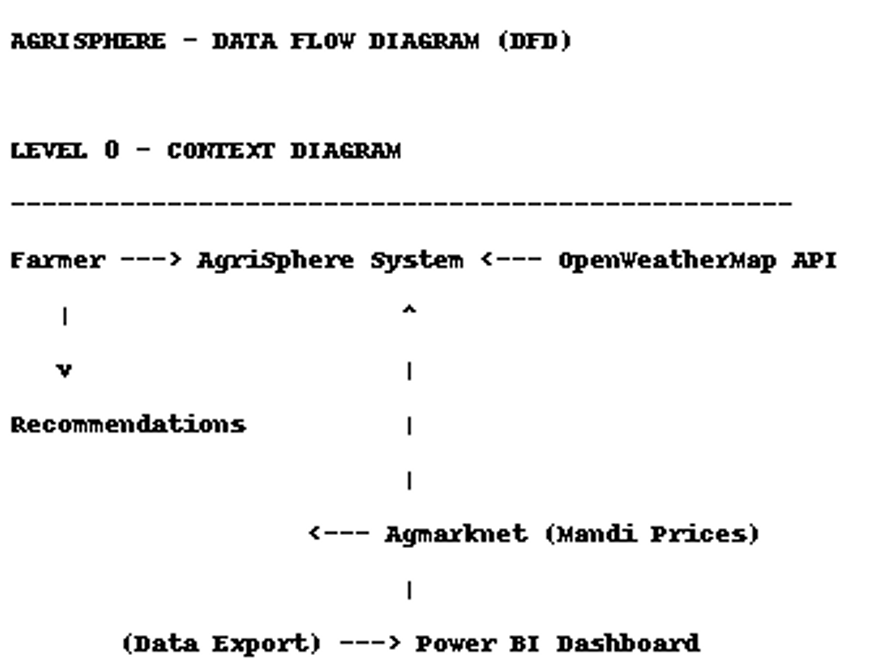 AGRISPHERE - DATA FLOW DIAGRAM (DFD)
LEVEL 0 - CONTEXT DIAGRAM
--------------------------------------------------
Farmer ---> AgriSphere System <--- OpenWeatherMap API
| ^
v |
Recommendations |
|
<--- Agmarknet (Mandi Prices)
|
(Data Export) ---> Power BI Dashboard